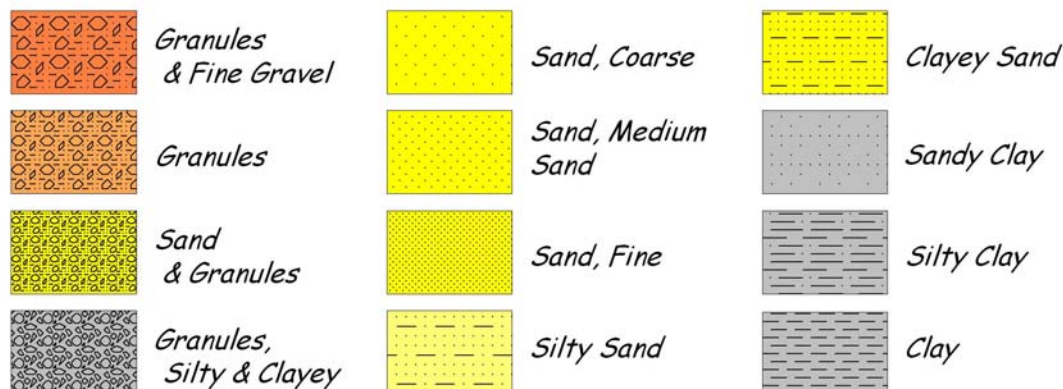 Granules
& Fine Gravel
Granules
Sand
& Granules
Granules,
Silty & Clayey
Sand, Coarse
Sand, Medium
Sand
Sand, Fine
Silty Sand
Clayey Sand
Sandy Clay
Silty Clay
Clay